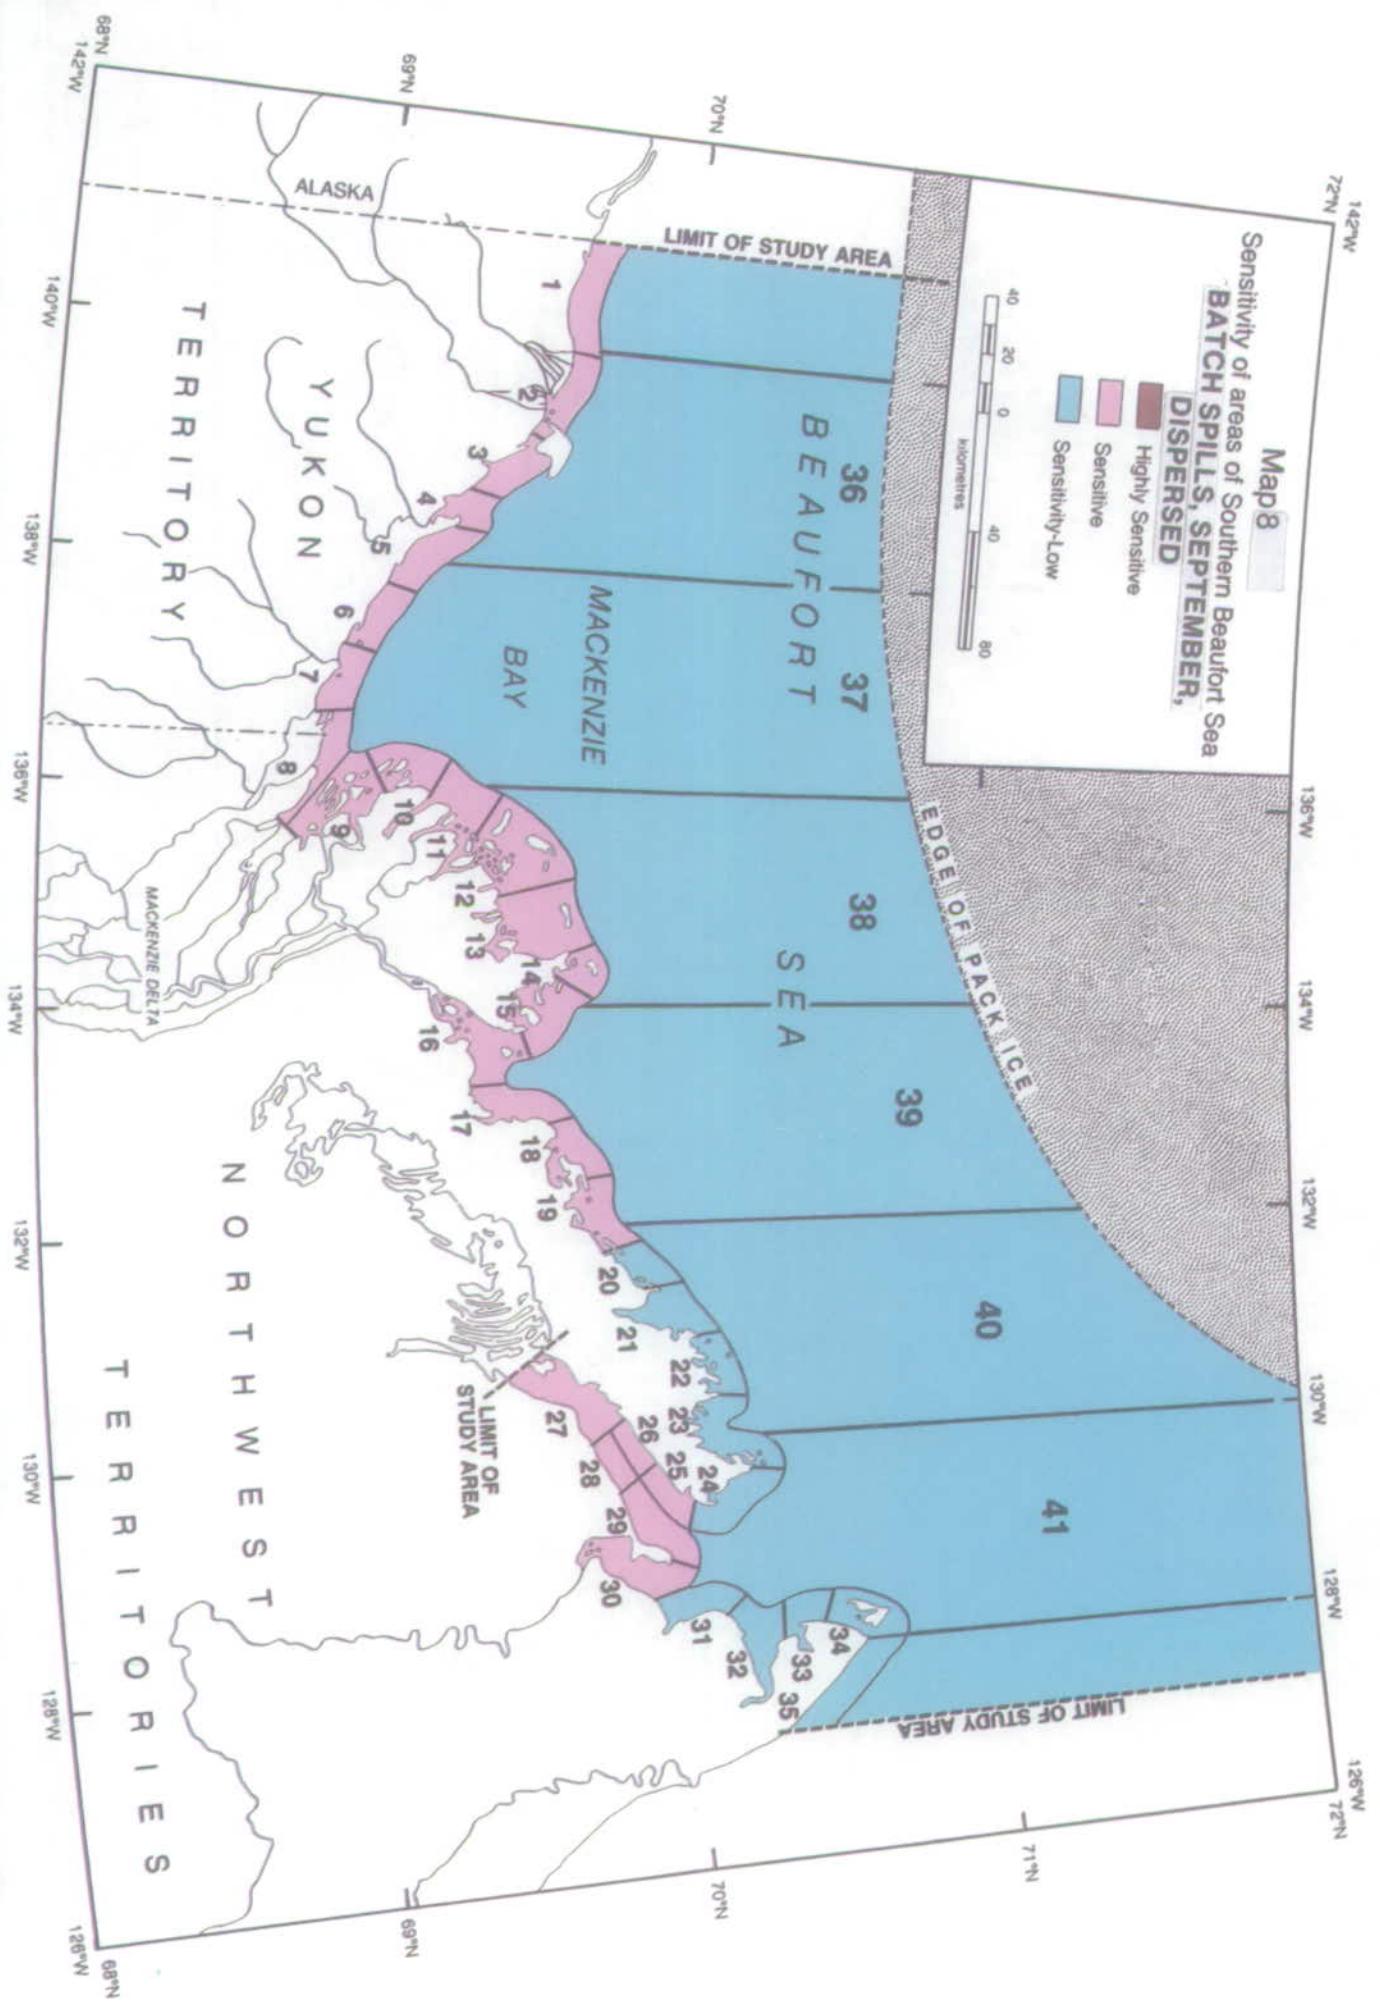 Map 8
Sensitivity of areas of Southern Beaufort Sea
BATCH SPILLS, SEPTEMBER,
DISPERSED
Highly Sensitive
Sensitive
Sensitivity-Low
40 20 0 40 80
kilometres
72°N
142°W
136°W
134°W
132°W
130°W
128°W
126°W
72°N
71°N
70°N
69°N
68°N
126°W
128°W
130°W
132°W
134°W
136°W
138°W
140°W
142°W
68°N
69°N
70°N
LIMIT OF STUDY AREA
EDGE OF PACK ICE
LIMIT OF STUDY AREA
BEAUFORT
SEA
MACKENZIE
BAY
36
37
38
39
40
41
ALASKA
YUKON
TERRITORY
MACKENZIE DELTA
NORTHWEST
TERRITORIES
LIMIT OF
STUDY AREA
1
2
3
4
5
6
7
8
9
10
11
12
13
14
15
16
17
18
19
20
21
22
23
24
25
26
27
28
29
30
31
32
33
34
35